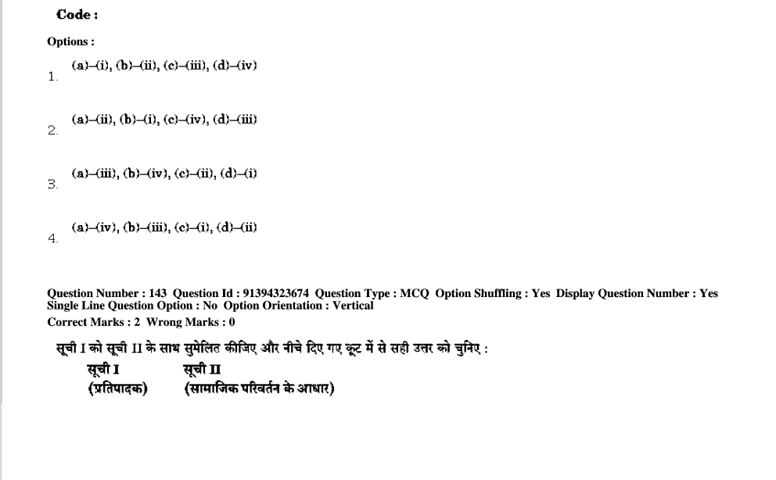 Code :
Options :
(a)–(i), (b)–(ii), (c)–(iii), (d)–(iv)
1.
(a)–(ii), (b)–(i), (c)–(iv), (d)–(iii)
2.
(a)–(iii), (b)–(iv), (c)–(ii), (d)–(i)
3.
(a)–(iv), (b)–(iii), (c)–(i), (d)–(ii)
4.
Question Number : 143 Question Id : 91394323674 Question Type : MCQ Option Shuffling : Yes Display Question Number : Yes
Single Line Question Option : No Option Orientation : Vertical
Correct Marks : 2 Wrong Marks : 0
सूची I को सूची II के साथ सुमेलित कीजिए और नीचे दिए गए कूट में से सही उत्तर को चुनिए :
सूची I सूची II
(प्रतिपादक) (सामाजिक परिवर्तन के आधार)